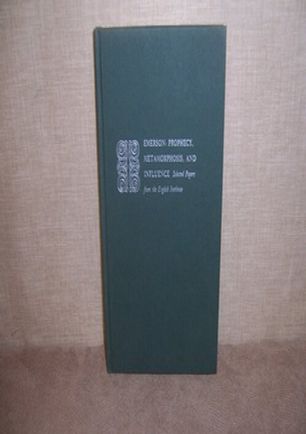 EMERSON: PROPHECY,
METAMORPHOSIS, AND
INFLUENCE Selected Papers
from the English Institute